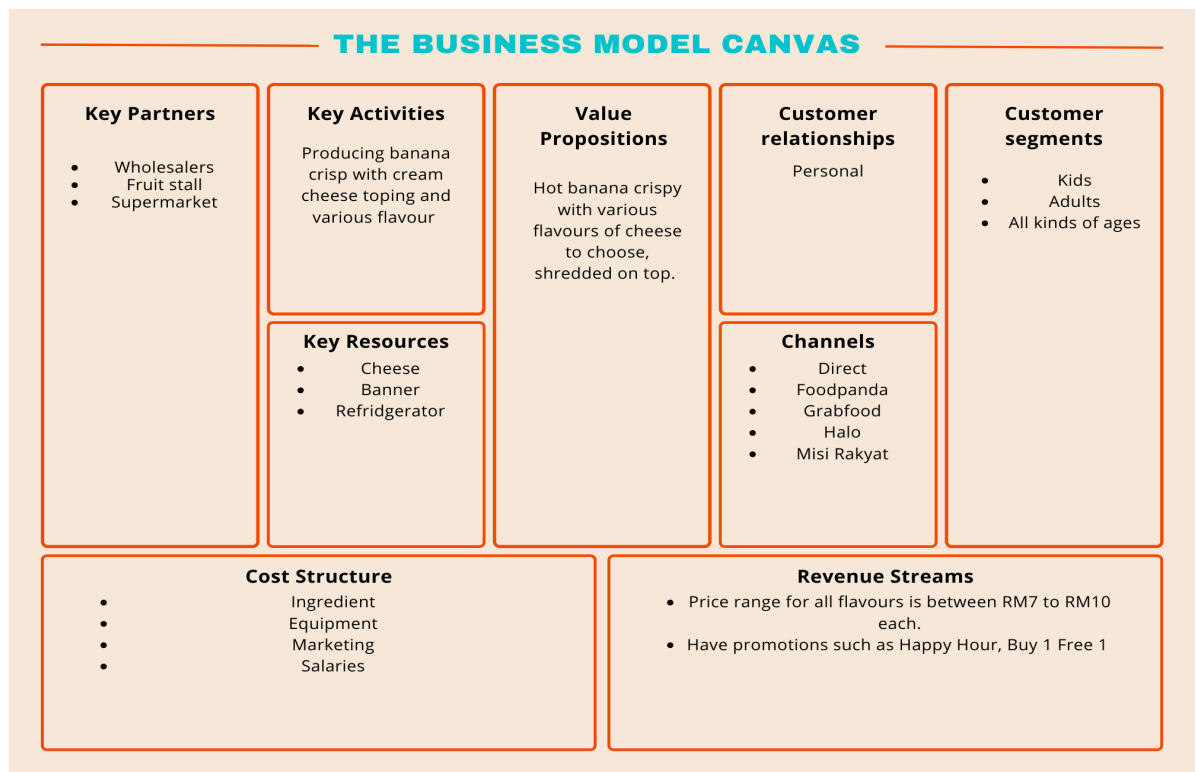 THE BUSINESS MODEL CANVAS
Key Partners
• Wholesalers
• Fruit stall
• Supermarket
Key Activities
Producing banana
crisp with cream
cheese toping and
various flavour
Key Resources
• Cheese
• Banner
• Refridgerator
Value
Propositions
Hot banana crispy
with various
flavours of cheese
to choose,
shredded on top.
Customer
relationships
Personal
Channels
• Direct
• Foodpanda
• Grabfood
• Halo
• Misi Rakyat
Customer
segments
• Kids
• Adults
• All kinds of ages
Cost Structure
• Ingredient
• Equipment
• Marketing
• Salaries
Revenue Streams
• Price range for all flavours is between RM7 to RM10
each.
• Have promotions such as Happy Hour, Buy 1 Free 1